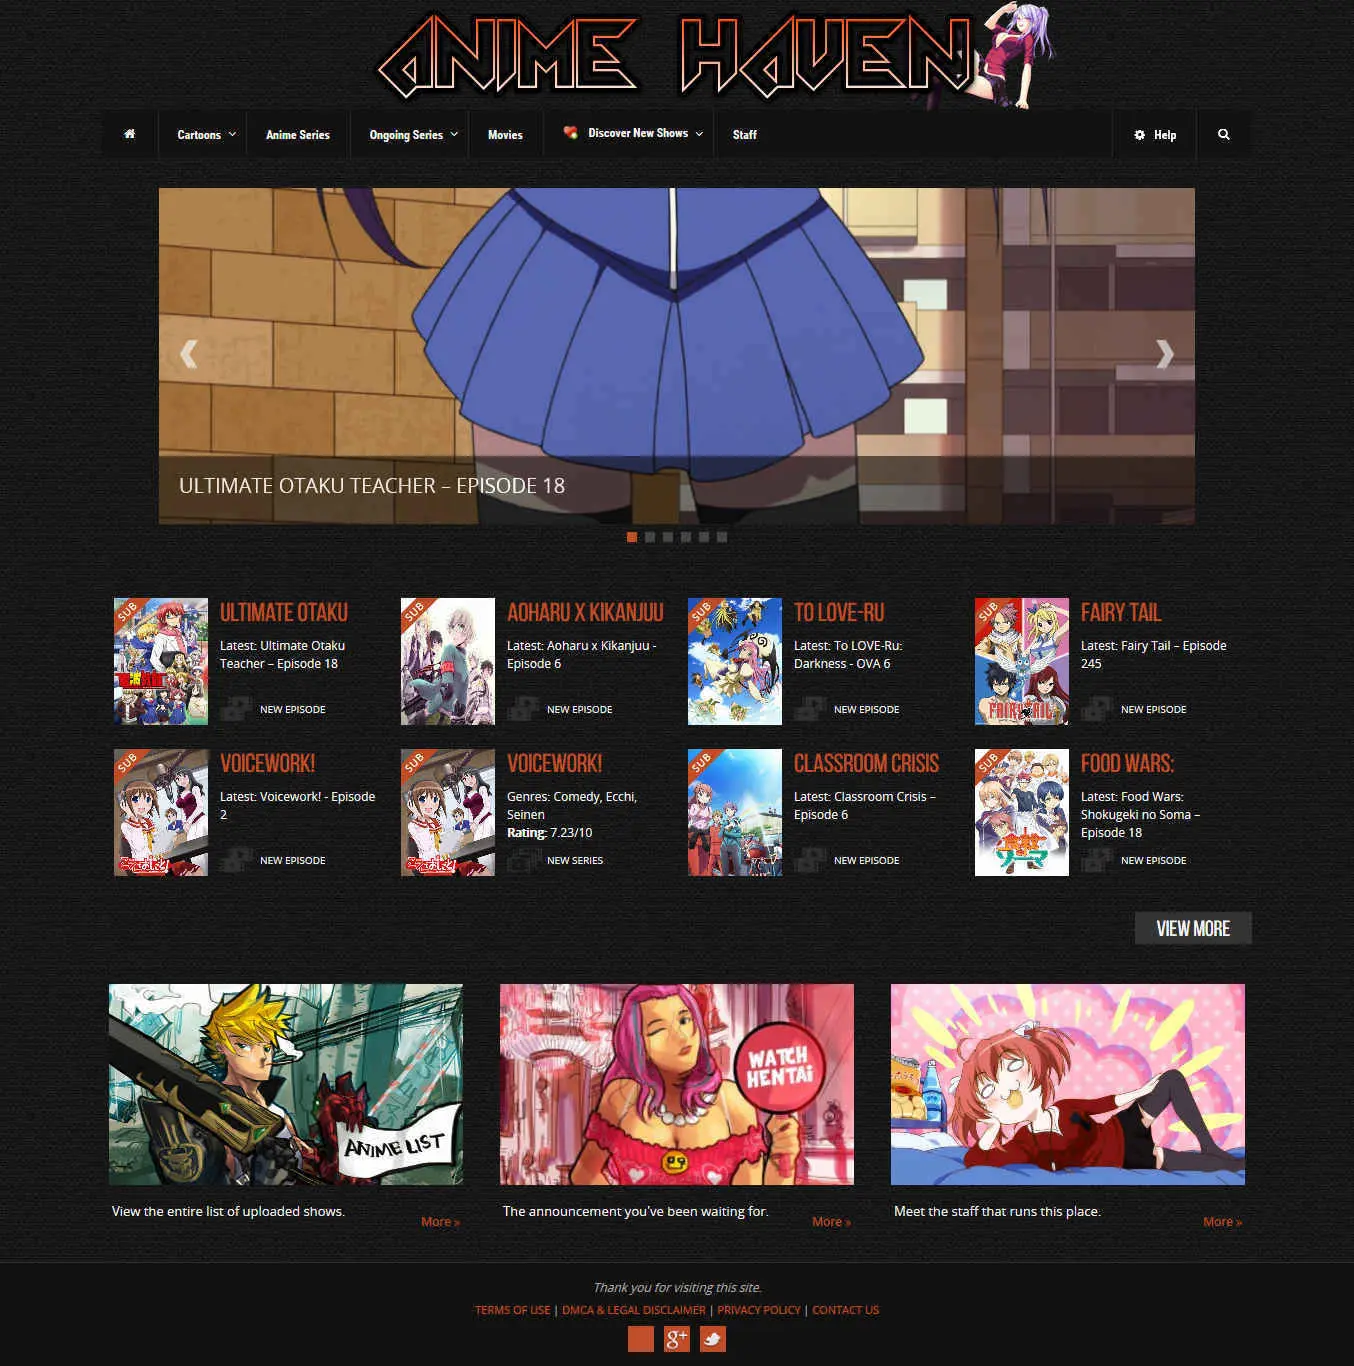 ANIME HAVEN
Cartoons
Anime Series
Ongoing Series
Movies
Discover New Shows
Staff
Help
ULTIMATE OTAKU TEACHER – EPISODE 18
SUB
ULTIMATE OTAKU
Latest: Ultimate Otaku
Teacher – Episode 18
NEW EPISODE
SUB
AOHARU X KIKANJUU
Latest: Aoharu x Kikanjuu -
Episode 6
NEW EPISODE
SUB
TO LOVE-RU
Latest: To LOVE-Ru:
Darkness - OVA 6
NEW EPISODE
SUB
FAIRY TAIL
FAIRY TAIL
Latest: Fairy Tail – Episode
245
NEW EPISODE
SUB
VOICEWORK!
Latest: Voicework! - Episode
2
NEW EPISODE
SUB
VOICEWORK!
Genres: Comedy, Ecchi,
Seinen
Rating: 7.23/10
NEW SERIES
SUB
CLASSROOM CRISIS
Latest: Classroom Crisis –
Episode 6
NEW EPISODE
SUB
FOOD WARS:
Latest: Food Wars:
Shokugeki no Soma –
Episode 18
NEW EPISODE
VIEW MORE
ANIME LIST
WATCH
HENTAi
View the entire list of uploaded shows.
More »
The announcement you've been waiting for.
More »
Meet the staff that runs this place.
More »
Thank you for visiting this site.
TERMS OF USE | DMCA & LEGAL DISCLAIMER | PRIVACY POLICY | CONTACT US
g+